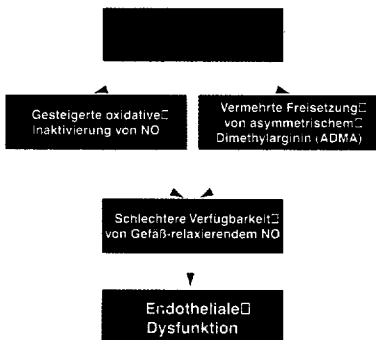 Gesteigerte oxidative
Inaktivierung von NO
Vermehrte Freisetzung
von asymmetrischem
Dimethylarginin (ADMA)
Schlechtere Verfügbarkeit
von Gefäß-relaxierendem NO
Endotheliale
Dysfunktion